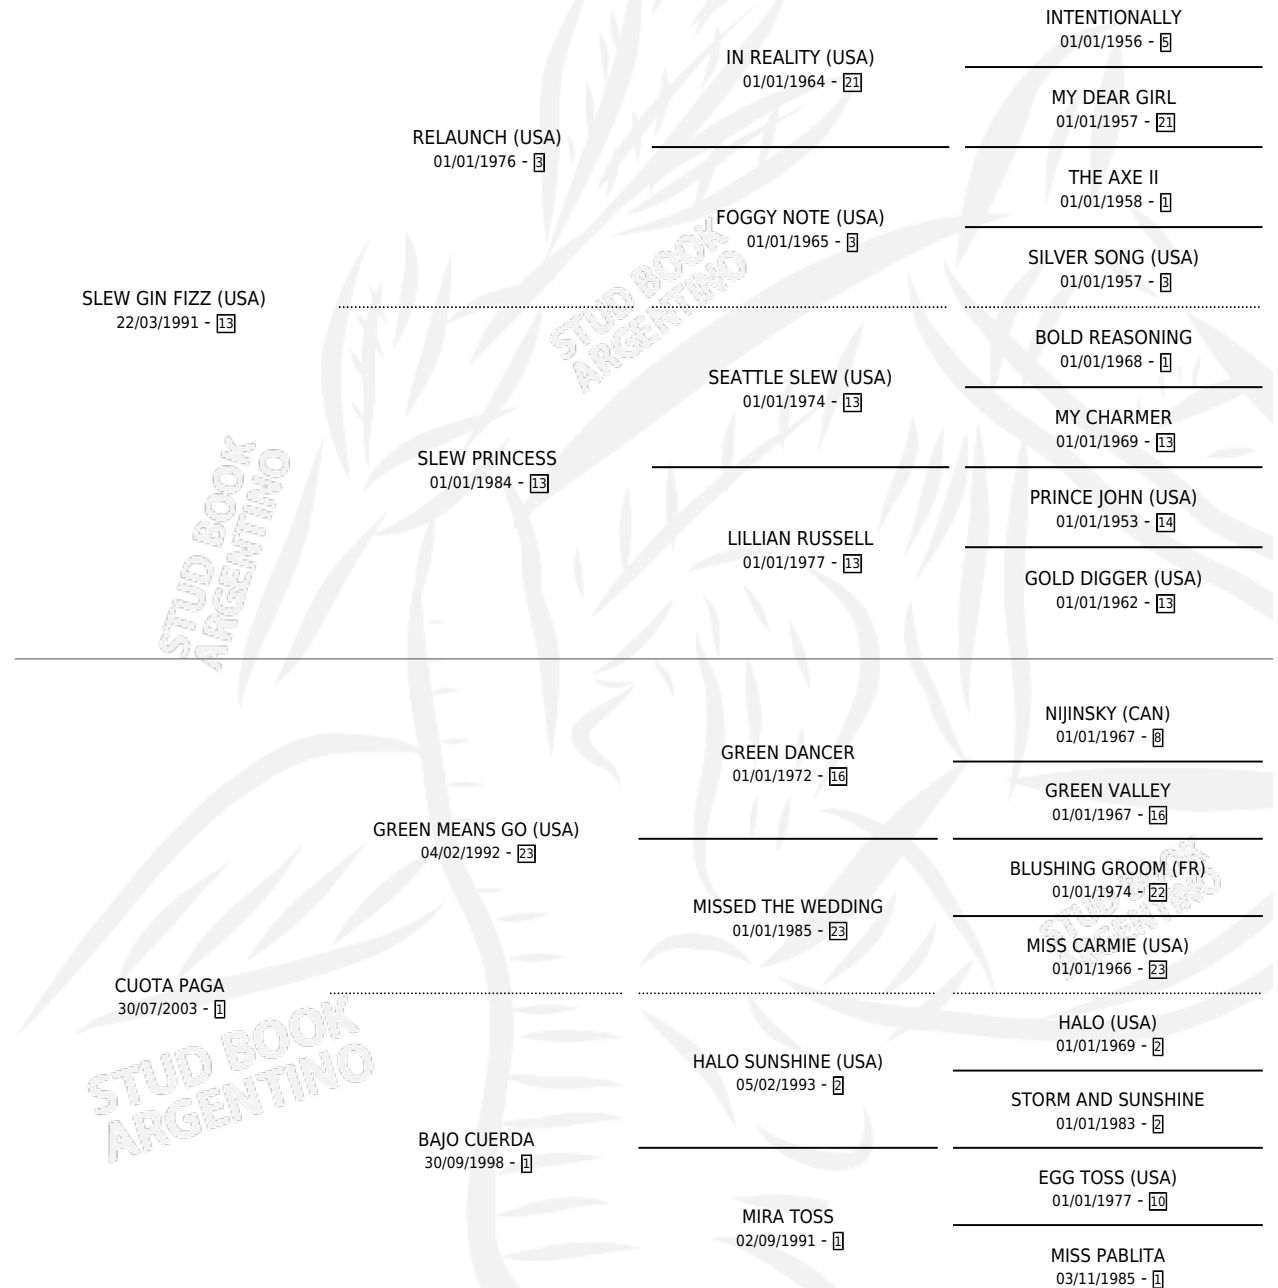 INTENTIONALLY
01/01/1956 - 5
IN REALITY (USA)
01/01/1964 - 21
MY DEAR GIRL
01/01/1957 - 21
RELAUNCH (USA)
01/01/1976 - 3
THE AXE II
01/01/1958 - 1
FOGGY NOTE (USA)
01/01/1965 - 3
SILVER SONG (USA)
01/01/1957 - 3
SLEW GIN FIZZ (USA)
22/03/1991 - 13
BOLD REASONING
01/01/1968 - 1
SEATTLE SLEW (USA)
01/01/1974 - 13
MY CHARMER
01/01/1969 - 13
SLEW PRINCESS
01/01/1984 - 13
PRINCE JOHN (USA)
01/01/1953 - 14
LILLIAN RUSSELL
01/01/1977 - 13
GOLD DIGGER (USA)
01/01/1962 - 13
NIJINSKY (CAN)
01/01/1967 - 8
GREEN DANCER
01/01/1972 - 16
GREEN VALLEY
01/01/1967 - 16
GREEN MEANS GO (USA)
04/02/1992 - 23
BLUSHING GROOM (FR)
01/01/1974 - 22
MISSED THE WEDDING
01/01/1985 - 23
MISS CARMIE (USA)
01/01/1966 - 23
CUOTA PAGA
30/07/2003 - 1
HALO (USA)
01/01/1969 - 2
HALO SUNSHINE (USA)
05/02/1993 - 2
STORM AND SUNSHINE
01/01/1983 - 2
BAJO CUERDA
30/09/1998 - 1
EGG TOSS (USA)
01/01/1977 - 10
MIRA TOSS
02/09/1991 - 1
MISS PABLITA
03/11/1985 - 1
STUD BOOK
ARGENTINO
STUD BOOK
ARGENTINO
STUD BOOK
ARGENTINO
STUD BOOK
ARGENTINO